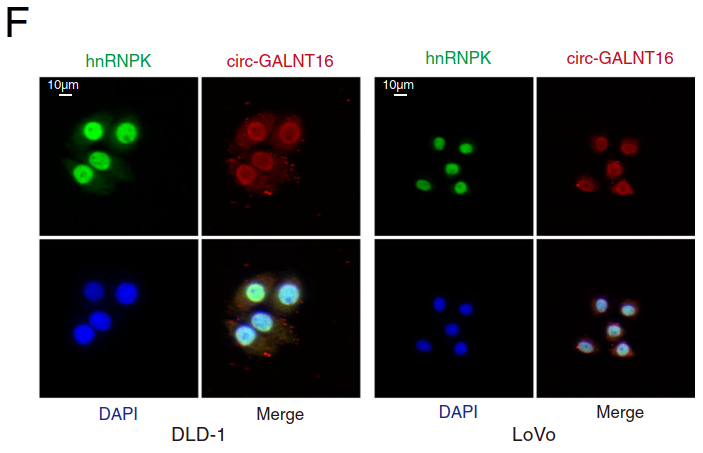 F
hnRNPK circ-GALNT16 hnRNPK circ-GALNT16
10μm 10μm
DAPI Merge DAPI Merge
DLD-1 LoVo